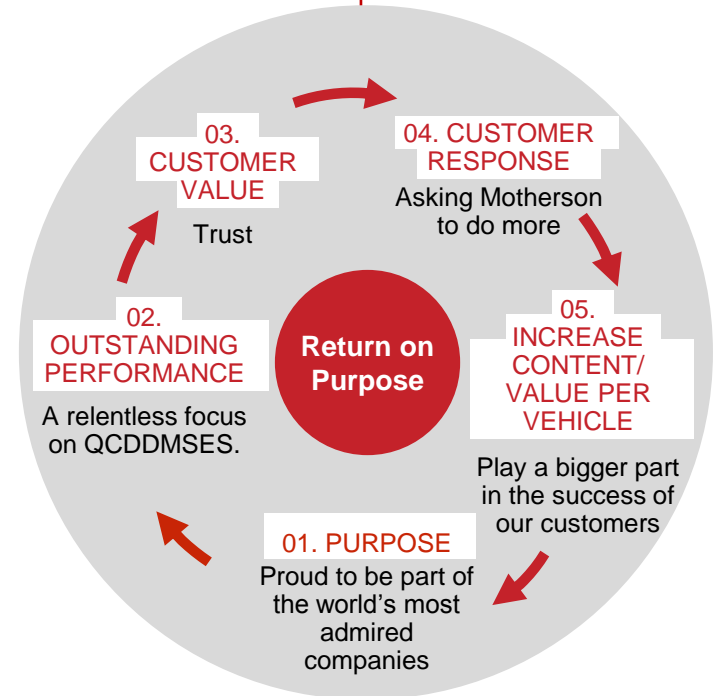 03.
CUSTOMER
VALUE
Trust
04. CUSTOMER
RESPONSE
Asking Motherson
to do more
02.
OUTSTANDING
PERFORMANCE
A relentless focus
on QCDDMSES.
Return on
Purpose
05.
INCREASE
CONTENT/
VALUE PER
VEHICLE
Play a bigger part
in the success of
our customers
01. PURPOSE
Proud to be part of
the world's most
admired
companies